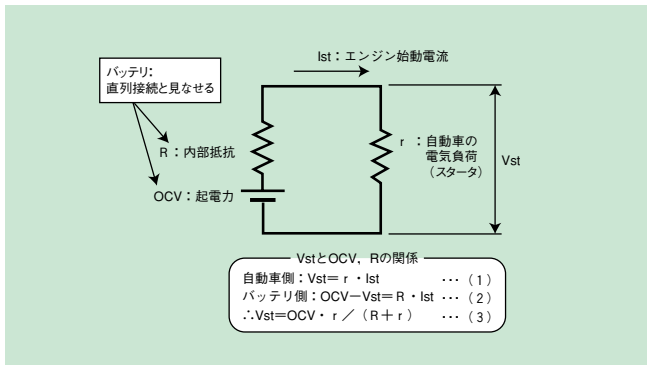 Ist：エンジン始動電流
バッテリ：
直列接続と見なせる
R：内部抵抗
OCV：起電力
r ：自動車の
電気負荷
（スタータ）
Vst
VstとOCV，Rの関係
自動車側：Vst＝ r ・Ist … （1）
バッテリ側：OCV－Vst＝R・Ist … （2）
∴Vst＝OCV・ r ／（R＋r） … （3）